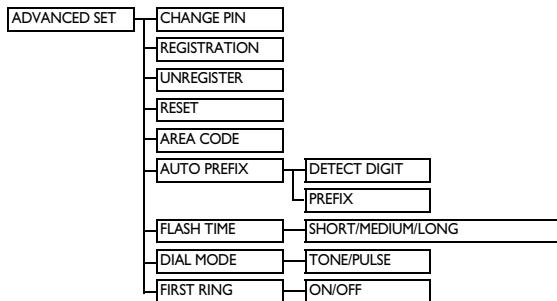 ADVANCED SET
CHANGE PIN
REGISTRATION
UNREGISTER
RESET
AREA CODE
AUTO PREFIX
DETECT DIGIT
PREFIX
FLASH TIME
SHORT/MEDIUM/LONG
DIAL MODE
TONE/PULSE
FIRST RING
ON/OFF